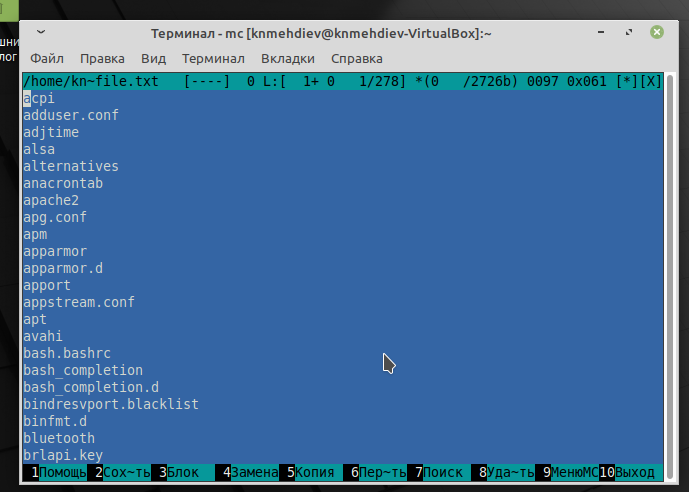 шни
лог
Терминал - mc [knmehdiev@knmehdiev-VirtualBox]:~
Файл Правка Вид Терминал Вкладки Справка
/home/kn~file.txt [----] 0 L:[ 1+ 0 1/278] *(0 /2726b) 0097 0x061 [*][X]
acpi
adduser.conf
adjtime
alsa
alternatives
anacrontab
apache2
apg.conf
apm
apparmor
apparmor.d
apport
appstream.conf
apt
avahi
bash.bashrc
bash_completion
bash_completion.d
bindresvport.blacklist
binfmt.d
bluetooth
brlapi.key
1Помощь 2Сох~ть 3Блок 4Замена 5Копия 6Пер~ть 7Поиск 8Уда~ть 9МенюMC 10Выход